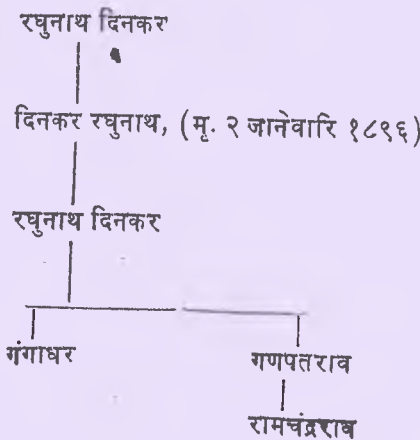 रघुनाथ दिनकर
दिनकर रघुनाथ, (मृ. २ जानेवारि १८९६)
रघुनाथ दिनकर
गंगाधर गणपतराव
रामचंद्रराव